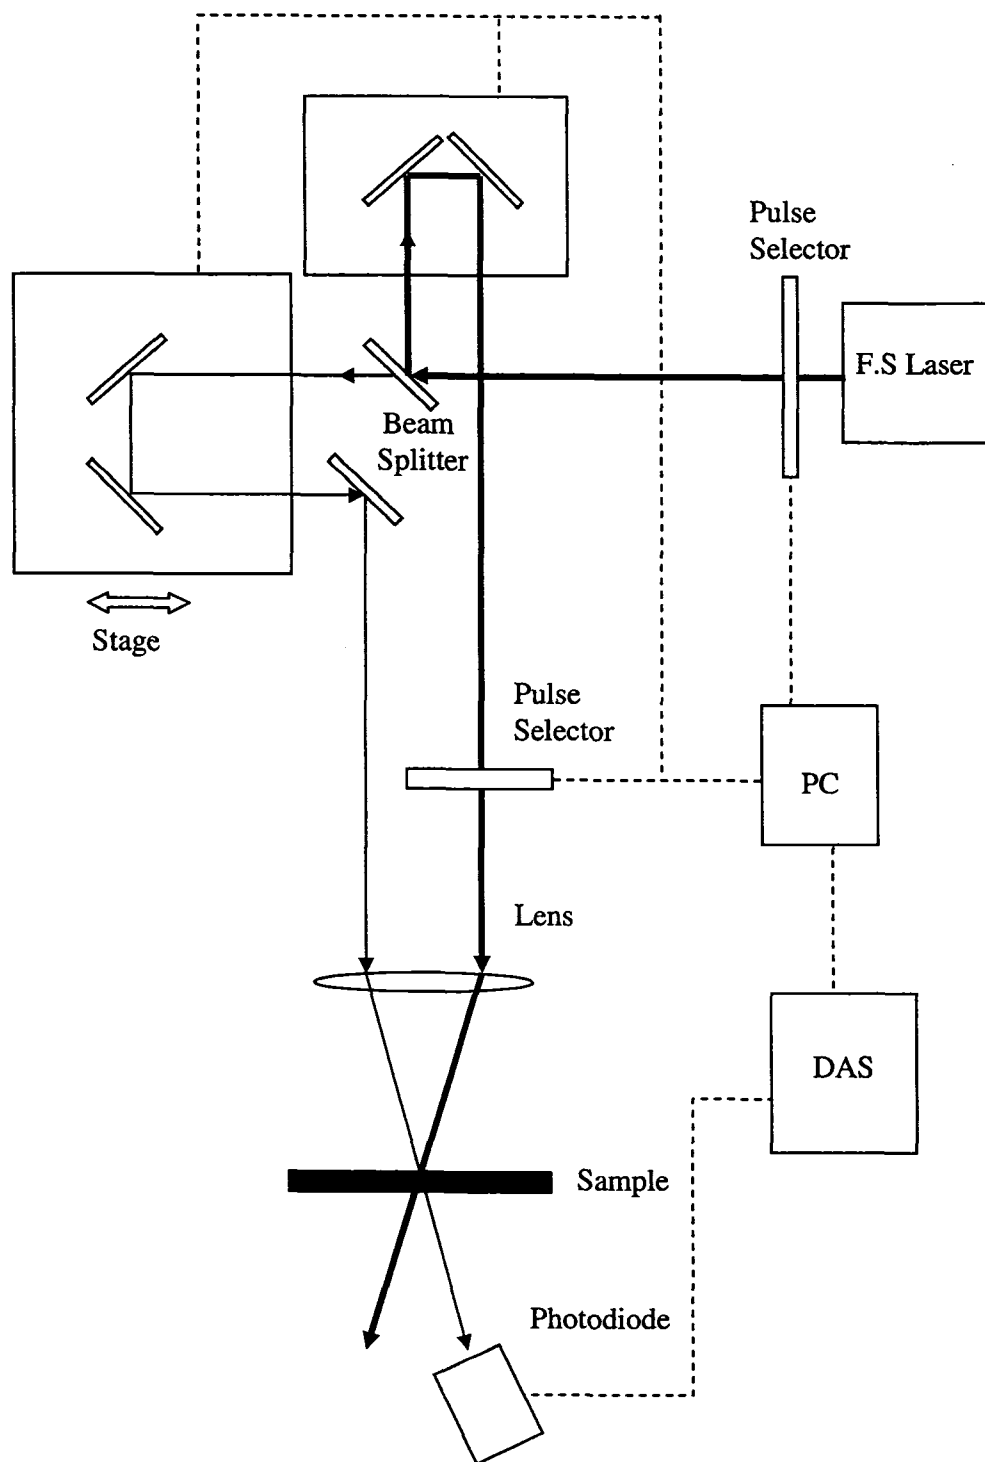 Pulse
Selector
F.S Laser
Beam
Splitter
Stage
Pulse
Selector
PC
Lens
DAS
Sample
Photodiode